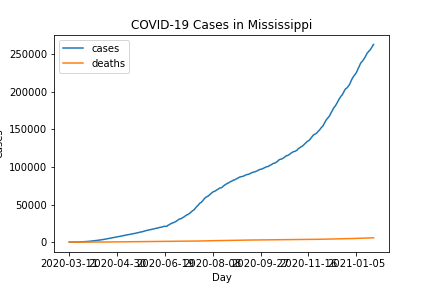 COVID-19 Cases in Mississippi
cases
deaths
250000
200000
150000
100000
50000
0
Cases
2020-03-11 2020-04-30 2020-06-19 2020-08-08 2020-09-27 2020-11-16 2021-01-05
Day